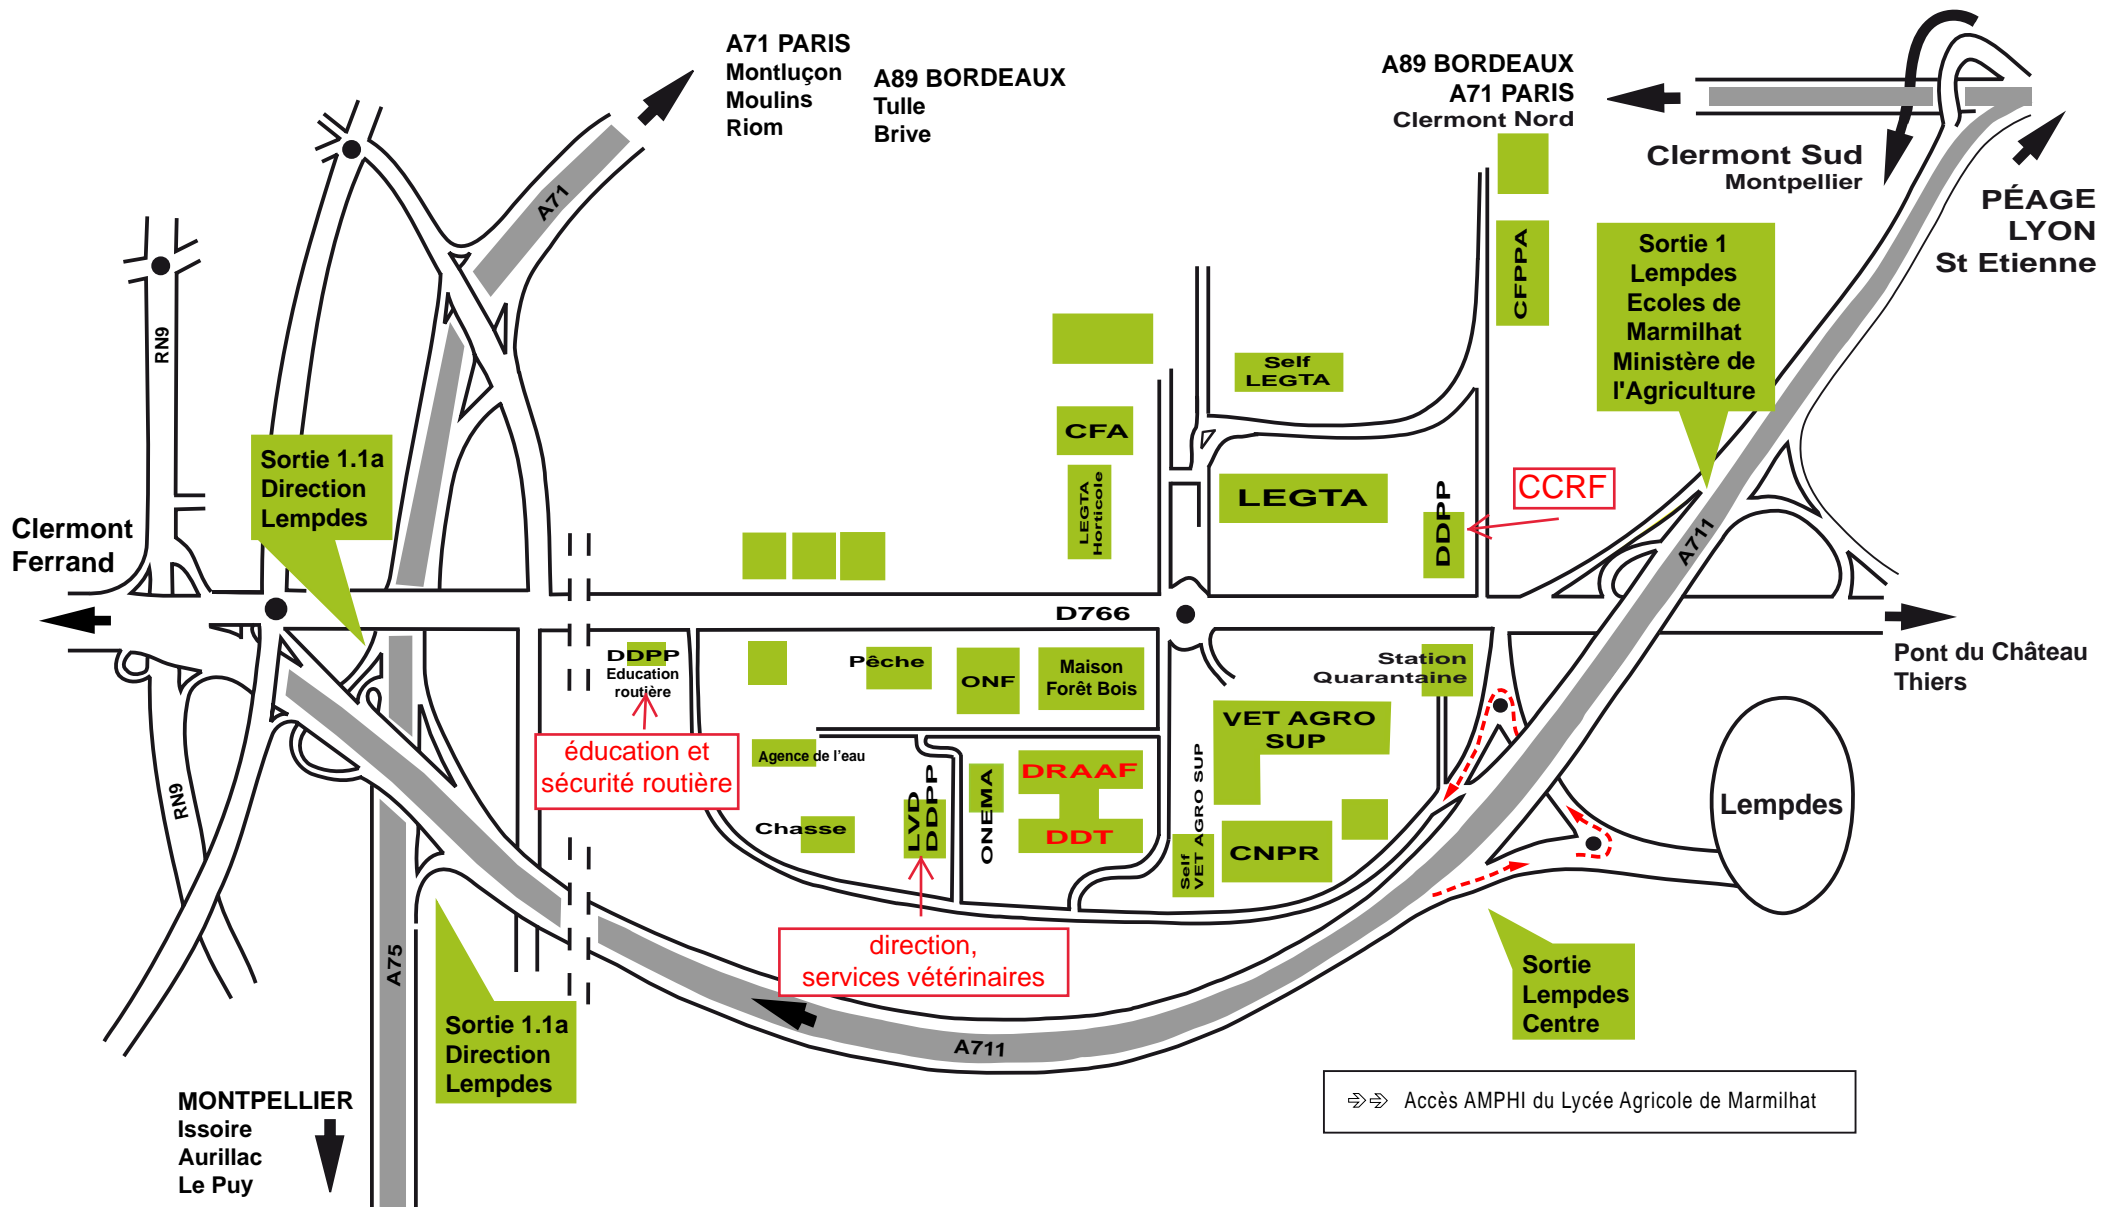 A71 PARIS
Montluçon
Moulins
Riom
A89 BORDEAUX
Tulle
Brive
A89 BORDEAUX
A71 PARIS
Clermont Nord
Clermont Sud
Montpellier
PÉAGE
LYON
St Etienne
A71
RN9
CFPPA
Sortie 1
Lempdes
Ecoles de
Marmilhat
Ministère de
l'Agriculture
Self
LEGTA
CFA
LEGTA
Horticole
LEGTA
DDPP
CCRF
A711
Sortie 1.1a
Direction
Lempdes
Clermont
Ferrand
D766
Pont du Château
Thiers
DDPP
Education
routière
éducation et
sécurité routière
Pêche
ONF
Maison
Forêt Bois
Station
Quarantaine
VET AGRO
SUP
Agence de l'eau
Chasse
LVD
DDPP
ONEMA
DRAAF
DDT
Self
VET AGRO SUP
CNPR
Lempdes
RN9
A75
direction,
services vétérinaires
Sortie
Lempdes
Centre
Sortie 1.1a
Direction
Lempdes
A711
MONTPELLIER
Issoire
Aurillac
Le Puy
Accès AMPHI du Lycée Agricole de Marmilhat